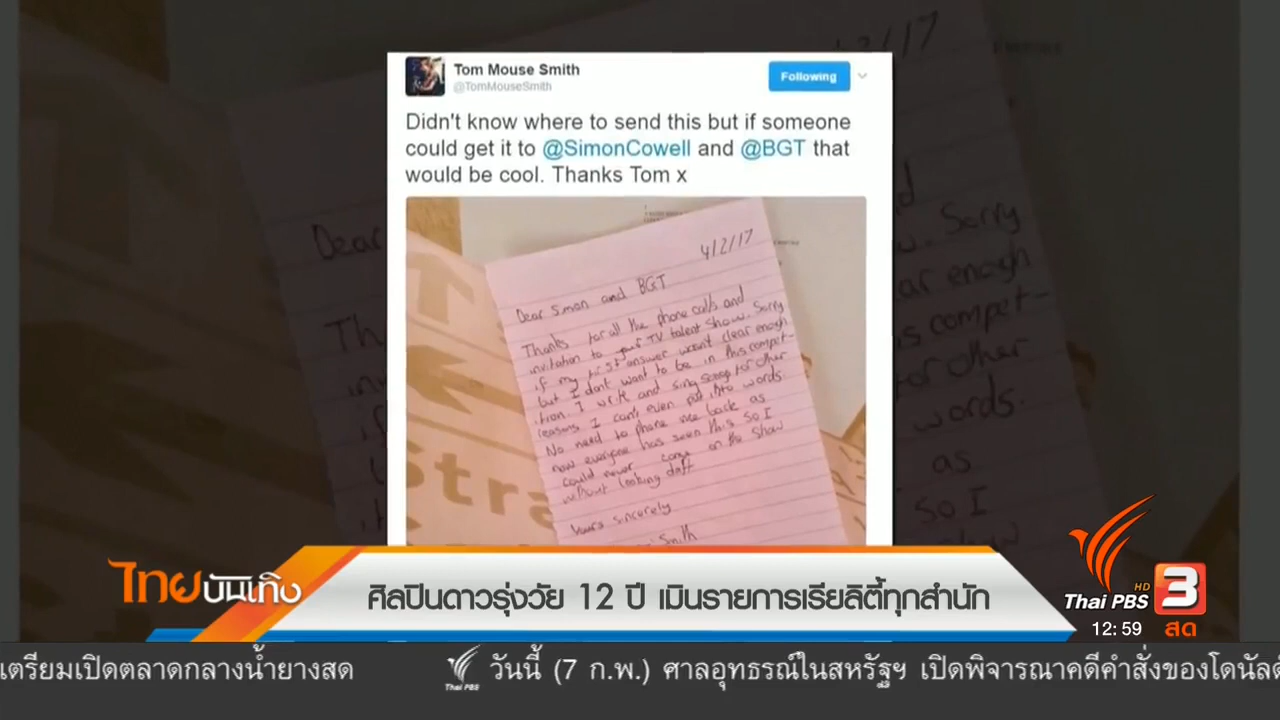 Tom Mouse Smith
@TomMouseSmith
Following
Didn't know where to send this but if someone
could get it to @SimonCowell and @BGT that
would be cool. Thanks Tom x
4/2/17
Dear Simon and BGT
Thanks for all the phone calls and
invitation to your TV talent show. Sorry
if my first answer wasn't clear enough
but I dont want to be in this compet-
ition. I write and sing songs for other
reasons I can't even put into words.
No need to phone me back as
now everyone has seen this so I
could never come on the show
without looking daft
Yours sincerely
Smith
ไทยบันเทิง
ศิลปินดาวรุ่งวัย 12 ปี เมินรายการเรียลิตี้ทุกสำนัก
Thai PBS HD 3
12:59 สด
เตรียมเปิดตลาดกลางน้ำยางสด Thai PBS วันนี้ (7 ก.พ.) ศาลอุทธรณ์ในสหรัฐฯ เปิดพิจารณาคดีคำสั่งของโดนัลด์